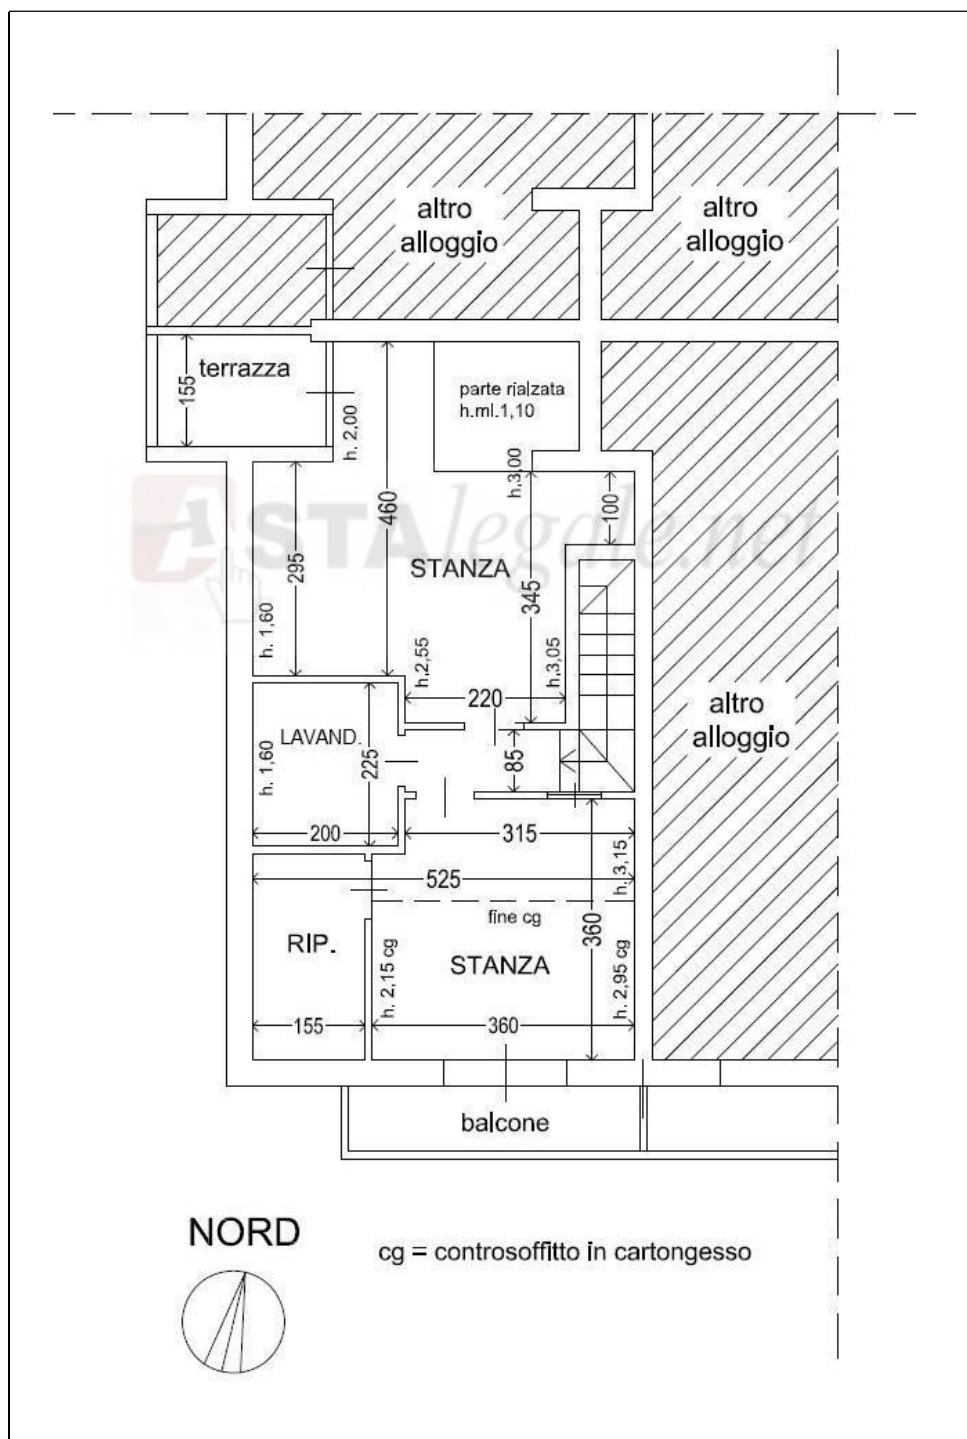 altro
alloggio
altro
alloggio
terrazza
155
parte rialzata
h.ml.1,10
h. 2,00
h.3,00
460
100
ASTAlegale.net
STANZA
295
345
h. 1,60
h.2,55
h.3,05
220
altro
alloggio
LAVAND.
h. 1,60
225
85
200
315
h. 3,15
525
fine cg
360
RIP.
STANZA
h. 2,15 cg
h. 2,95 cg
155
360
balcone
NORD
cg = controsoffitto in cartongesso